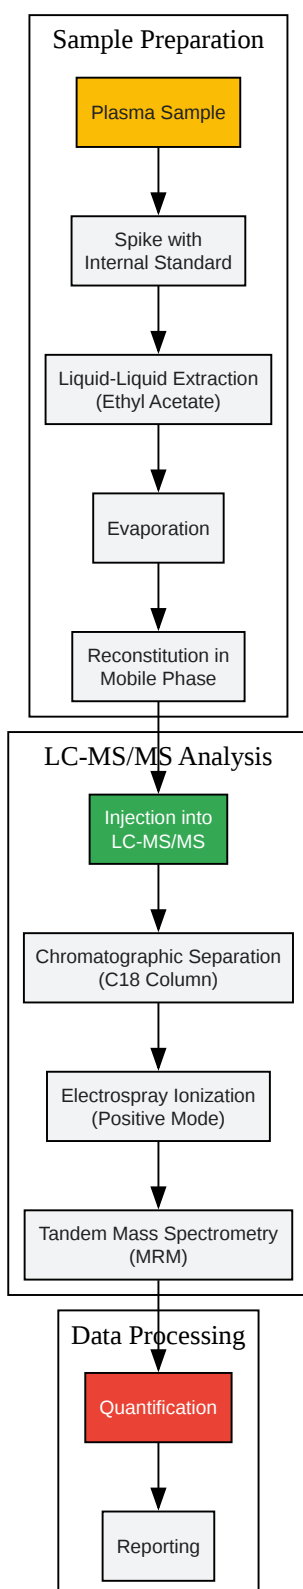 Sample Preparation
Plasma Sample
Spike with
Internal Standard
Liquid-Liquid Extraction
(Ethyl Acetate)
Evaporation
Reconstitution in
Mobile Phase
LC-MS/MS Analysis
Injection into
LC-MS/MS
Chromatographic Separation
(C18 Column)
Electrospray Ionization
(Positive Mode)
Tandem Mass Spectrometry
(MRM)
Data Processing
Quantification
Reporting